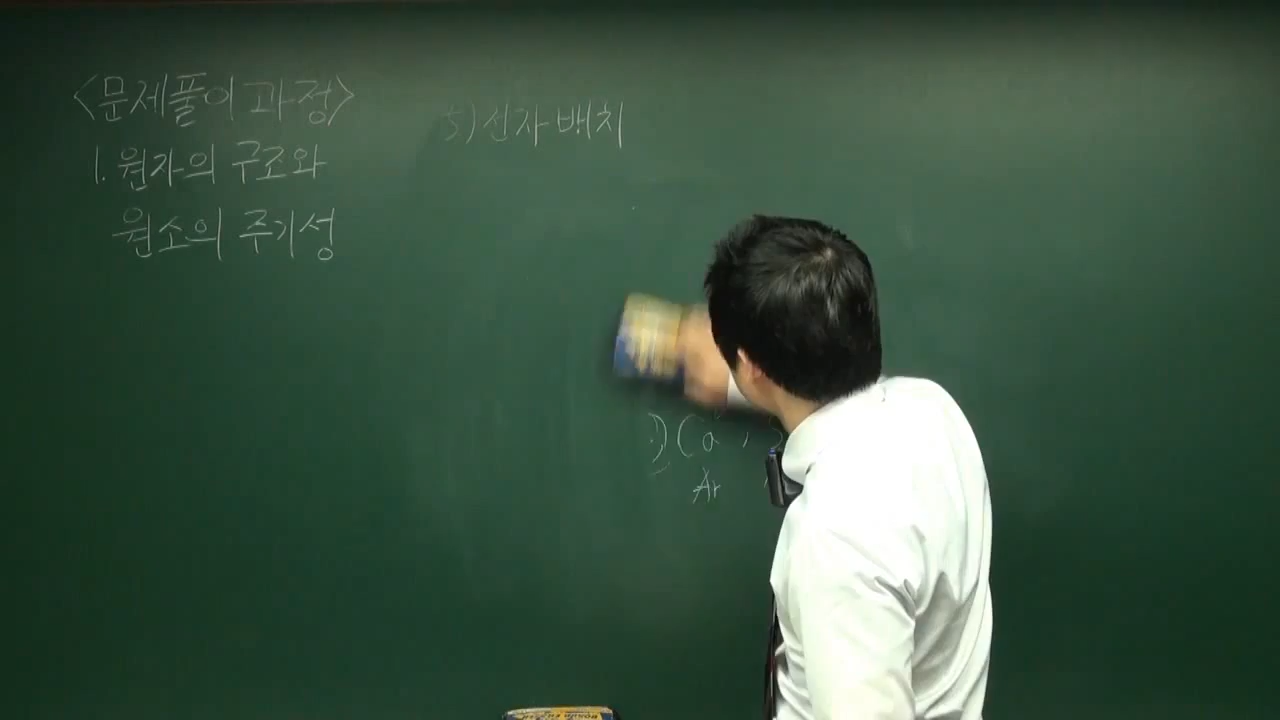 <문제풀이 과정>
1. 원자의 구조와
원소의 주기성
5) 전자배치
Ca
Ar